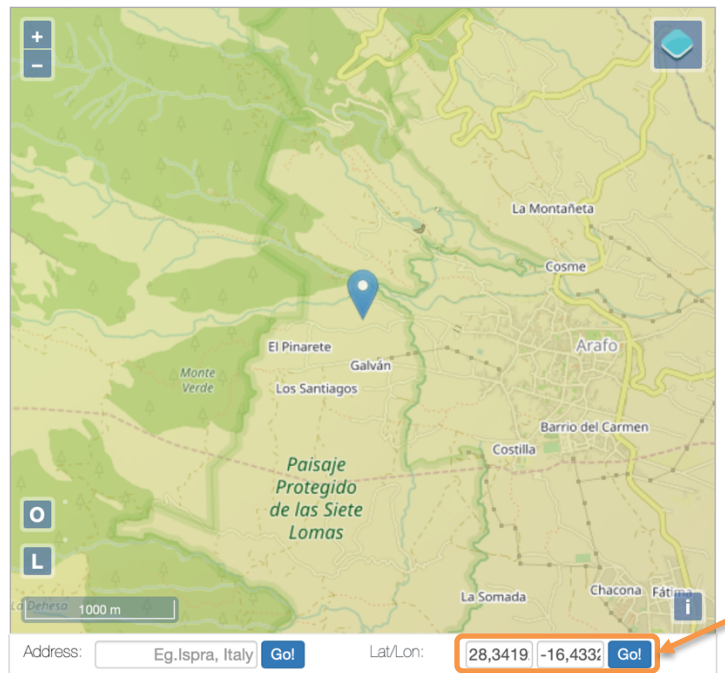 +
−
La Montañeta
Cosme
El Pinarete
Arafo
Galván
Monte
Verde
Los Santiagos
Barrio del Carmen
Costilla
Paisaje
Protegido
de las Siete
Lomas
O
L
La Dehesa
1000 m
La Somada
Chacona
Fátima
i
Address:
Eg.Ispra, Italy
Go!
Lat/Lon:
28,3419
-16,4332
Go!